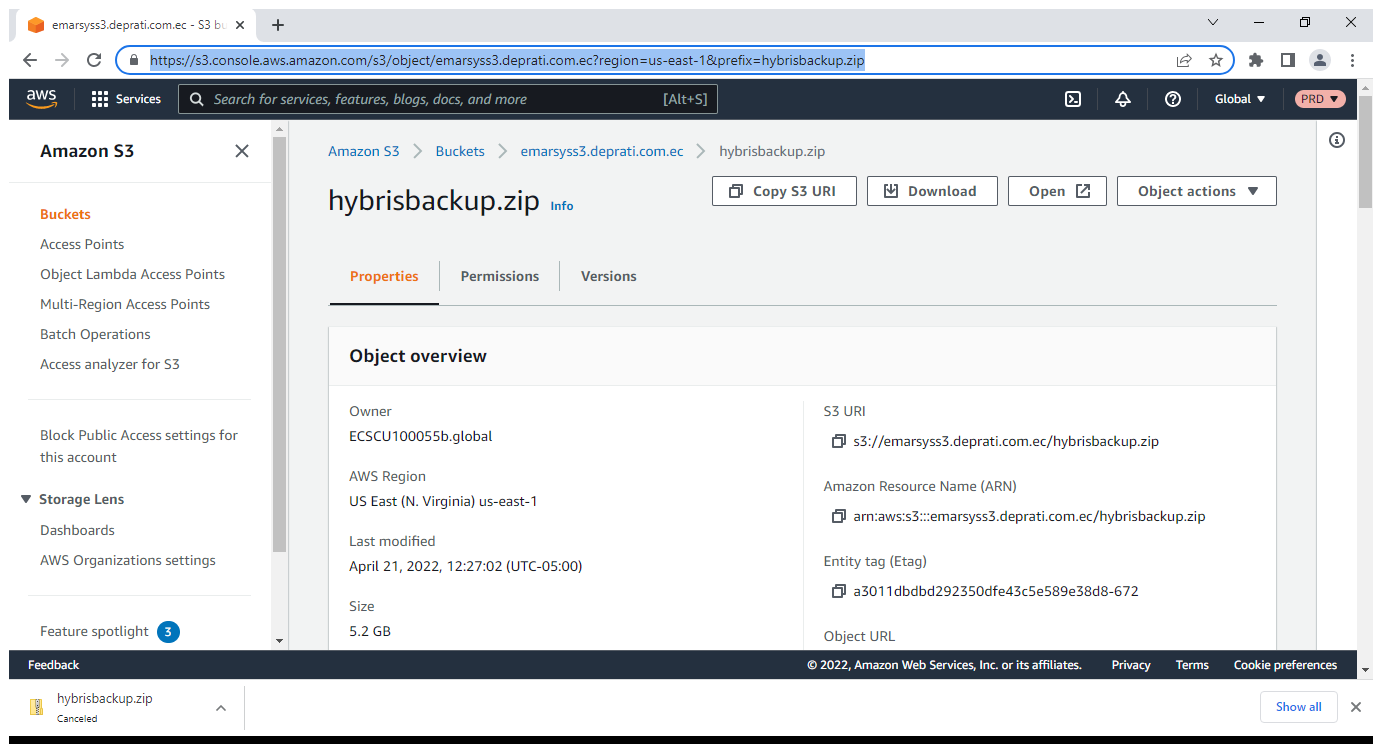 emarsyss3.deprati.com.ec - S3 bu
https://s3.console.aws.amazon.com/s3/object/emarsyss3.deprati.com.ec?region=us-east-1&prefix=hybrisbackup.zip
aws Services Search for services, features, blogs, docs, and more [Alt+S] Global PRD
Amazon S3
Buckets
Access Points
Object Lambda Access Points
Multi-Region Access Points
Batch Operations
Access analyzer for S3
Block Public Access settings for
this account
Storage Lens
Dashboards
AWS Organizations settings
Feature spotlight 3
Amazon S3 Buckets emarsyss3.deprati.com.ec hybrisbackup.zip
hybrisbackup.zip Info
Copy S3 URI Download Open Object actions
Properties Permissions Versions
Object overview
Owner
ECSCU100055b.global
AWS Region
US East (N. Virginia) us-east-1
Last modified
April 21, 2022, 12:27:02 (UTC-05:00)
Size
5.2 GB
S3 URI
s3://emarsyss3.deprati.com.ec/hybrisbackup.zip
Amazon Resource Name (ARN)
arn:aws:s3:::emarsyss3.deprati.com.ec/hybrisbackup.zip
Entity tag (Etag)
a3011dbdbd292350dfe43c5e589e38d8-672
Object URL
Feedback © 2022, Amazon Web Services, Inc. or its affiliates. Privacy Terms Cookie preferences
hybrisbackup.zip
Canceled
Show all